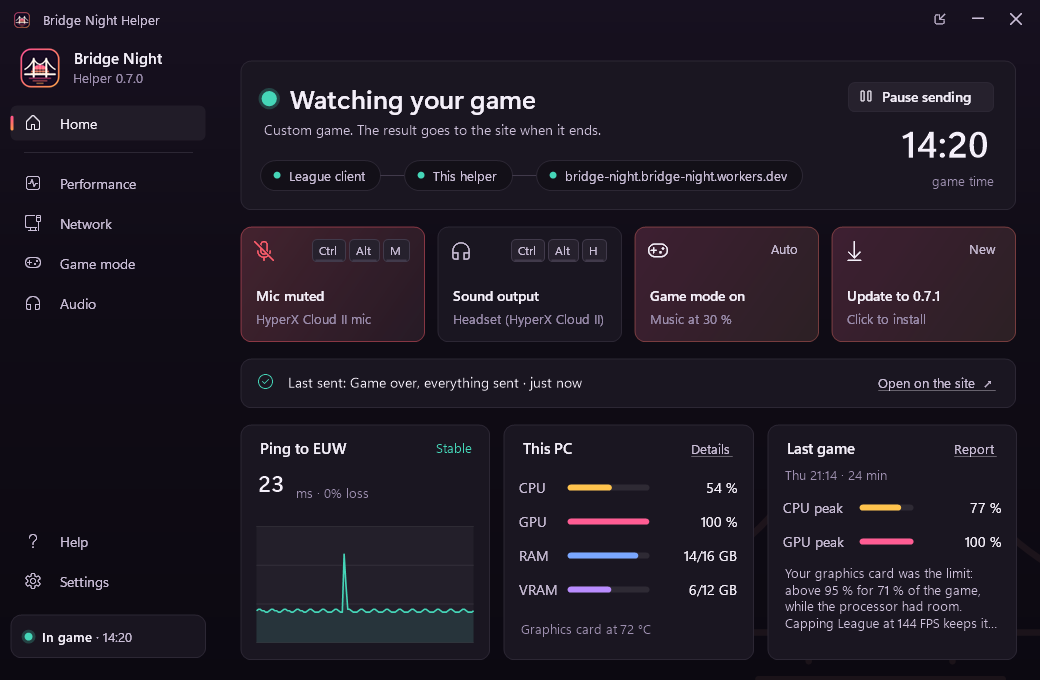 Bridge Night Helper
Bridge Night
Helper 0.7.0
Home
Performance
Network
Game mode
Audio
Help
Settings
In game · 14:20
Watching your game
Custom game. The result goes to the site when it ends.
League client
This helper
bridge-night.bridge-night.workers.dev
Pause sending
14:20
game time
Ctrl Alt M
Mic muted
HyperX Cloud II mic
Ctrl Alt H
Sound output
Headset (HyperX Cloud II)
Auto
Game mode on
Music at 30 %
New
Update to 0.7.1
Click to install
Last sent: Game over, everything sent · just now
Open on the site ↗
Ping to EUW
Stable
23 ms · 0% loss
This PC
Details
CPU 54 %
GPU 100 %
RAM 14/16 GB
VRAM 6/12 GB
Graphics card at 72 °C
Last game
Report
Thu 21:14 · 24 min
CPU peak 77 %
GPU peak 100 %
Your graphics card was the limit:
above 95 % for 71 % of the game,
while the processor had room.
Capping League at 144 FPS keeps it...